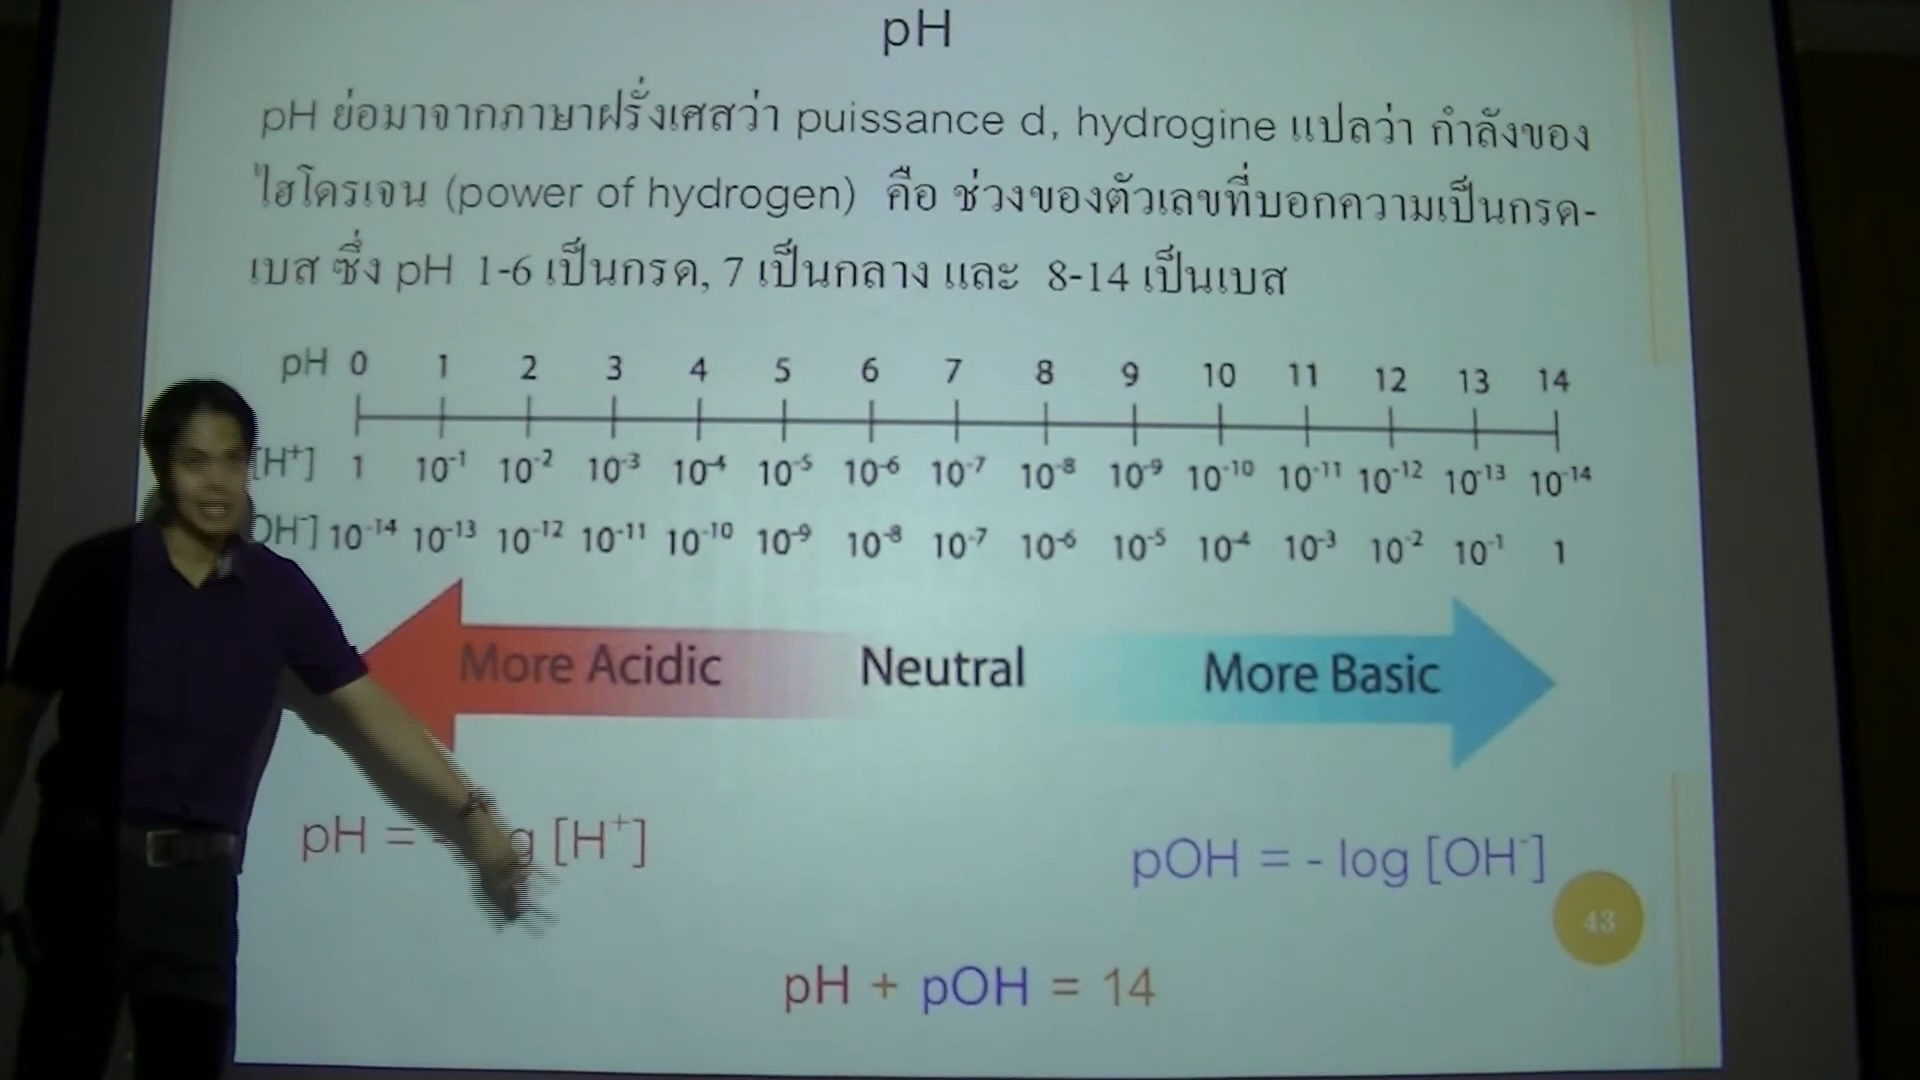 pH
pH ย่อมาจากภาษาฝรั่งเศสว่า puissance d, hydrogine แปลว่า กำลังของ
ไฮโดรเจน (power of hydrogen) คือ ช่วงของตัวเลขที่บอกความเป็นกรด-
เบส ซึ่ง pH 1-6 เป็นกรด, 7 เป็นกลาง และ 8-14 เป็นเบส
pH 0 1 2 3 4 5 6 7 8 9 10 11 12 13 14
[H⁺] 1 10⁻¹ 10⁻² 10⁻³ 10⁻⁴ 10⁻⁵ 10⁻⁶ 10⁻⁷ 10⁻⁸ 10⁻⁹ 10⁻¹⁰ 10⁻¹¹ 10⁻¹² 10⁻¹³ 10⁻¹⁴
OH⁻] 10⁻¹⁴ 10⁻¹³ 10⁻¹² 10⁻¹¹ 10⁻¹⁰ 10⁻⁹ 10⁻⁸ 10⁻⁷ 10⁻⁶ 10⁻⁵ 10⁻⁴ 10⁻³ 10⁻² 10⁻¹ 1
More Acidic Neutral More Basic
pH = - g [H⁺] pOH = - log [OH⁻]
43
pH + pOH = 14